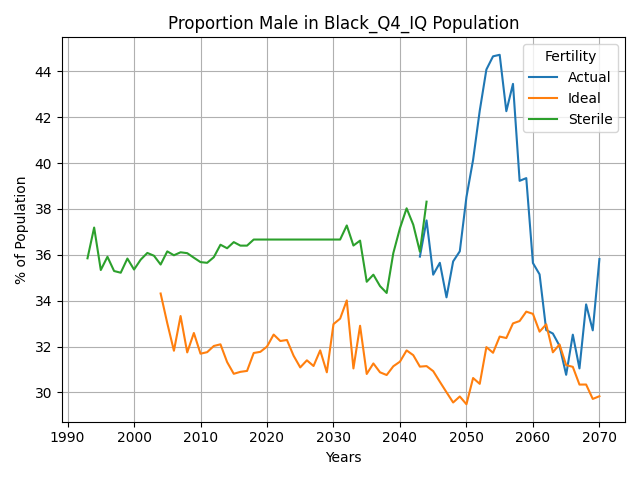 Proportion Male in Black_Q4_IQ Population
% of Population
44
42
40
38
36
34
32
30
Fertility
Actual
Ideal
Sterile
1990
2000
2010
2020
2030
2040
2050
2060
2070
Years